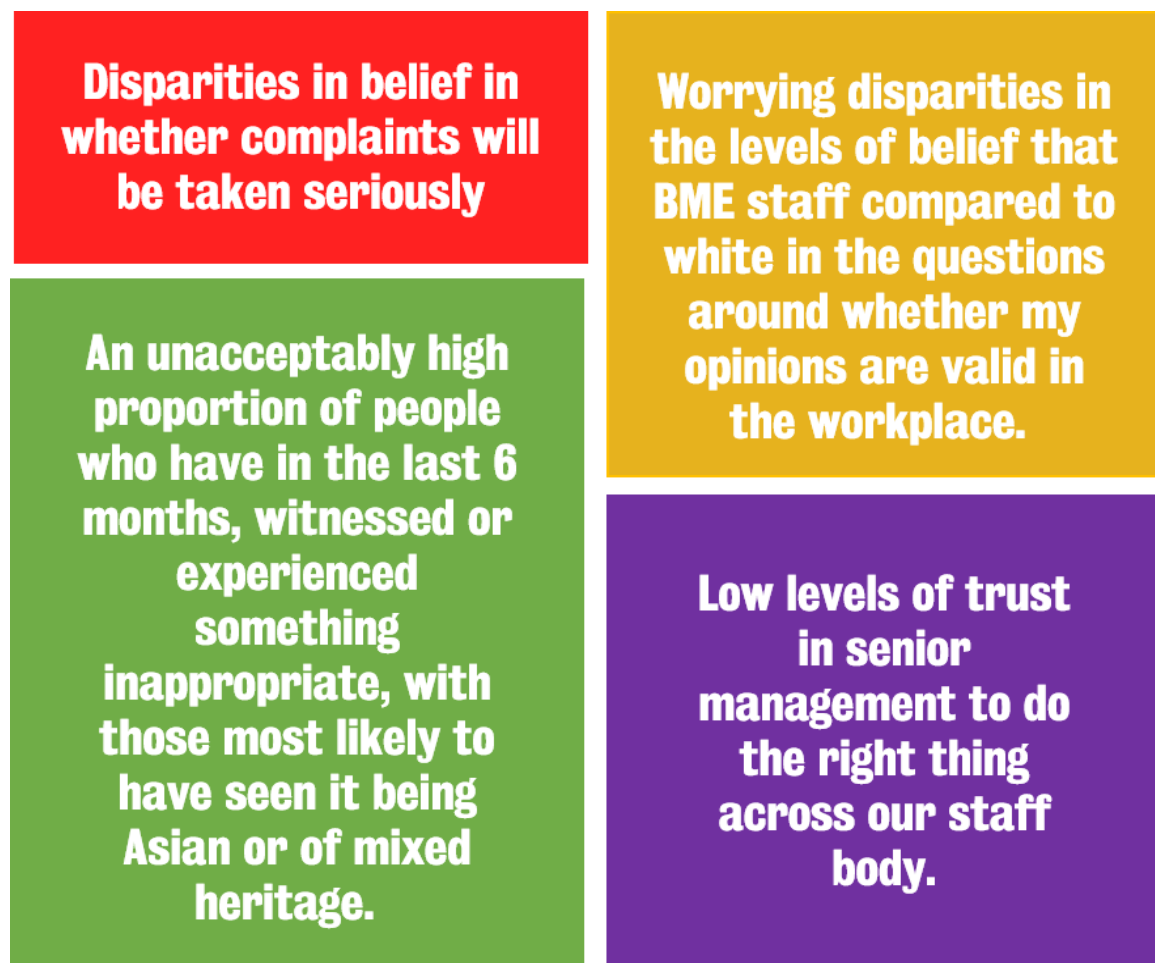 Disparities in belief in
whether complaints will
be taken seriously
Worrying disparities in
the levels of belief that
BME staff compared to
white in the questions
around whether my
opinions are valid in
the workplace.
An unacceptably high
proportion of people
who have in the last 6
months, witnessed or
experienced
something
inappropriate, with
those most likely to
have seen it being
Asian or of mixed
heritage.
Low levels of trust
in senior
management to do
the right thing
across our staff
body.